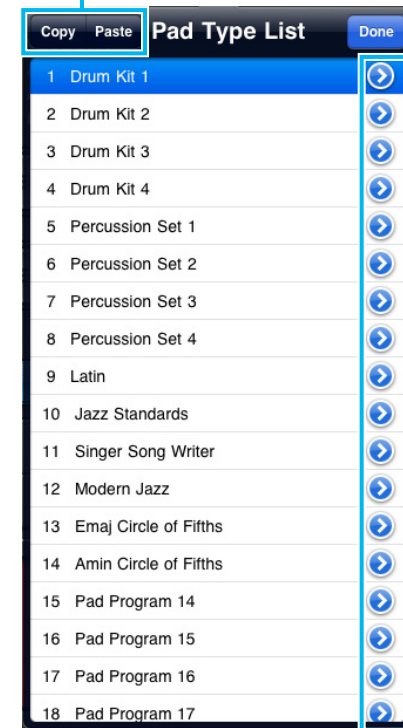 Copy Paste Pad Type List Done
1 Drum Kit 1
2 Drum Kit 2
3 Drum Kit 3
4 Drum Kit 4
5 Percussion Set 1
6 Percussion Set 2
7 Percussion Set 3
8 Percussion Set 4
9 Latin
10 Jazz Standards
11 Singer Song Writer
12 Modern Jazz
13 Emaj Circle of Fifths
14 Amin Circle of Fifths
15 Pad Program 14
16 Pad Program 15
17 Pad Program 16
18 Pad Program 17